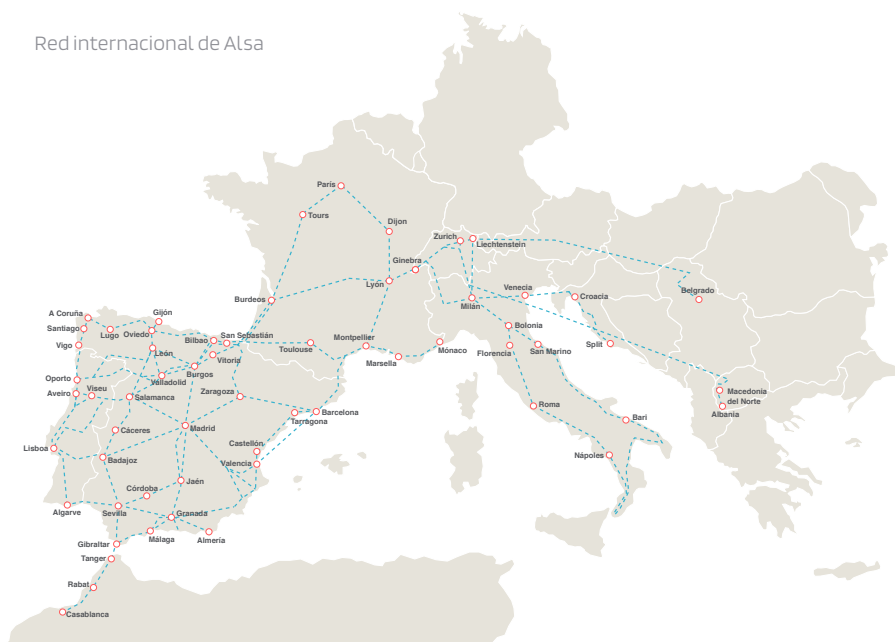 Red internacional de Alsa
París
Tours
Dijon
Zurich
Liechtenstein
Ginebra
Lyón
Venecia
Croacia
Belgrado
Milán
Burdeos
A Coruña
Gijón
Santiago
Lugo
Oviedo
Bilbao
San Sebastián
Montpellier
Bolonia
Vigo
León
Vitoria
Toulouse
Marsella
Mónaco
Florencia
San Marino
Split
Oporto
Viseu
Valladolid
Burgos
Aveiro
Salamanca
Zaragoza
Macedonia
del Norte
Albania
Barcelona
Tarragona
Roma
Bari
Cáceres
Madrid
Castellón
Lisboa
Badajoz
Valencia
Nápoles
Córdoba
Jaén
Algarve
Sevilla
Granada
Málaga
Almería
Gibraltar
Tanger
Rabat
Casablanca